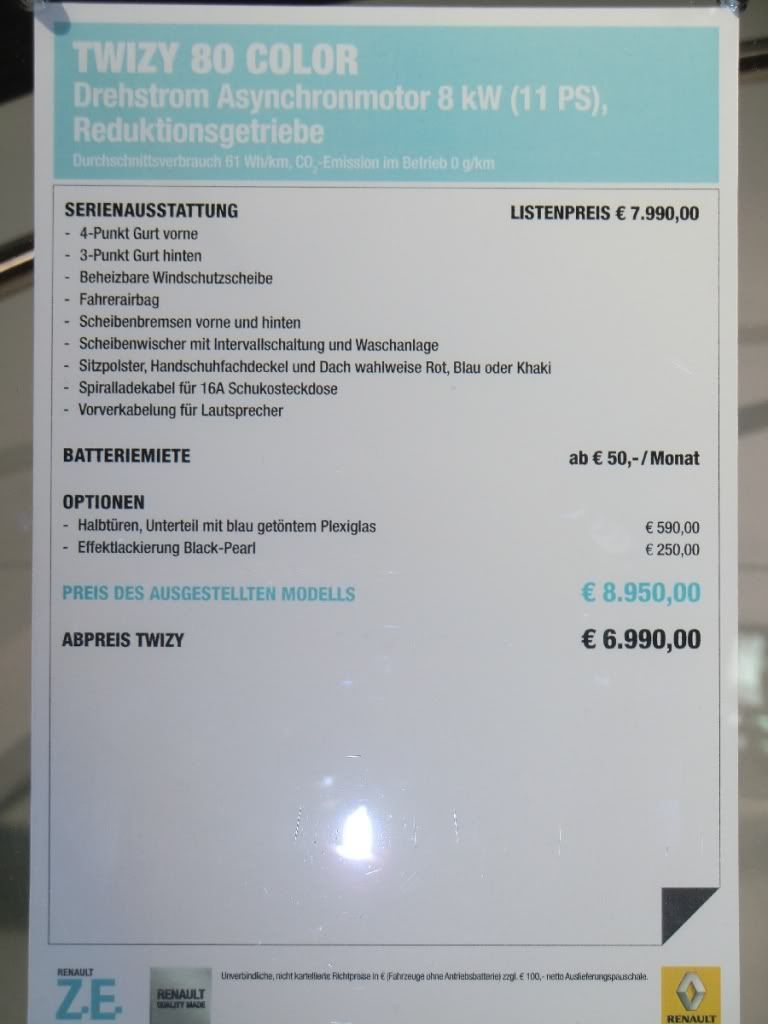 TWIZY 80 COLOR
Drehstrom Asynchronmotor 8 kW (11 PS),
Reduktionsgetriebe
Durchschnittsverbrauch 61 Wh/km, CO₂-Emission im Betrieb 0 g/km
SERIENAUSSTATTUNG LISTENPREIS € 7.990,00
- 4-Punkt Gurt vorne
- 3-Punkt Gurt hinten
- Beheizbare Windschutzscheibe
- Fahrerairbag
- Scheibenbremsen vorne und hinten
- Scheibenwischer mit Intervallschaltung und Waschanlage
- Sitzpolster, Handschuhfachdeckel und Dach wahlweise Rot, Blau oder Khaki
- Spiralladekabel für 16A Schukosteckdose
- Vorverkabelung für Lautsprecher
BATTERIEMIETE ab € 50,-/Monat
OPTIONEN
- Halbtüren, Unterteil mit blau getöntem Plexiglas € 590,00
- Effektlackierung Black-Pearl € 250,00
PREIS DES AUSGESTELLTEN MODELLS € 8.950,00
ABPREIS TWIZY € 6.990,00
Unverbindliche, nicht kartellierte Richtpreise in € (Fahrzeuge ohne Antriebsbatterie) zzgl. € 100,- netto Auslieferungspauschale.
RENAULT
Z.E.
RENAULT
QUALITY MADE
RENAULT